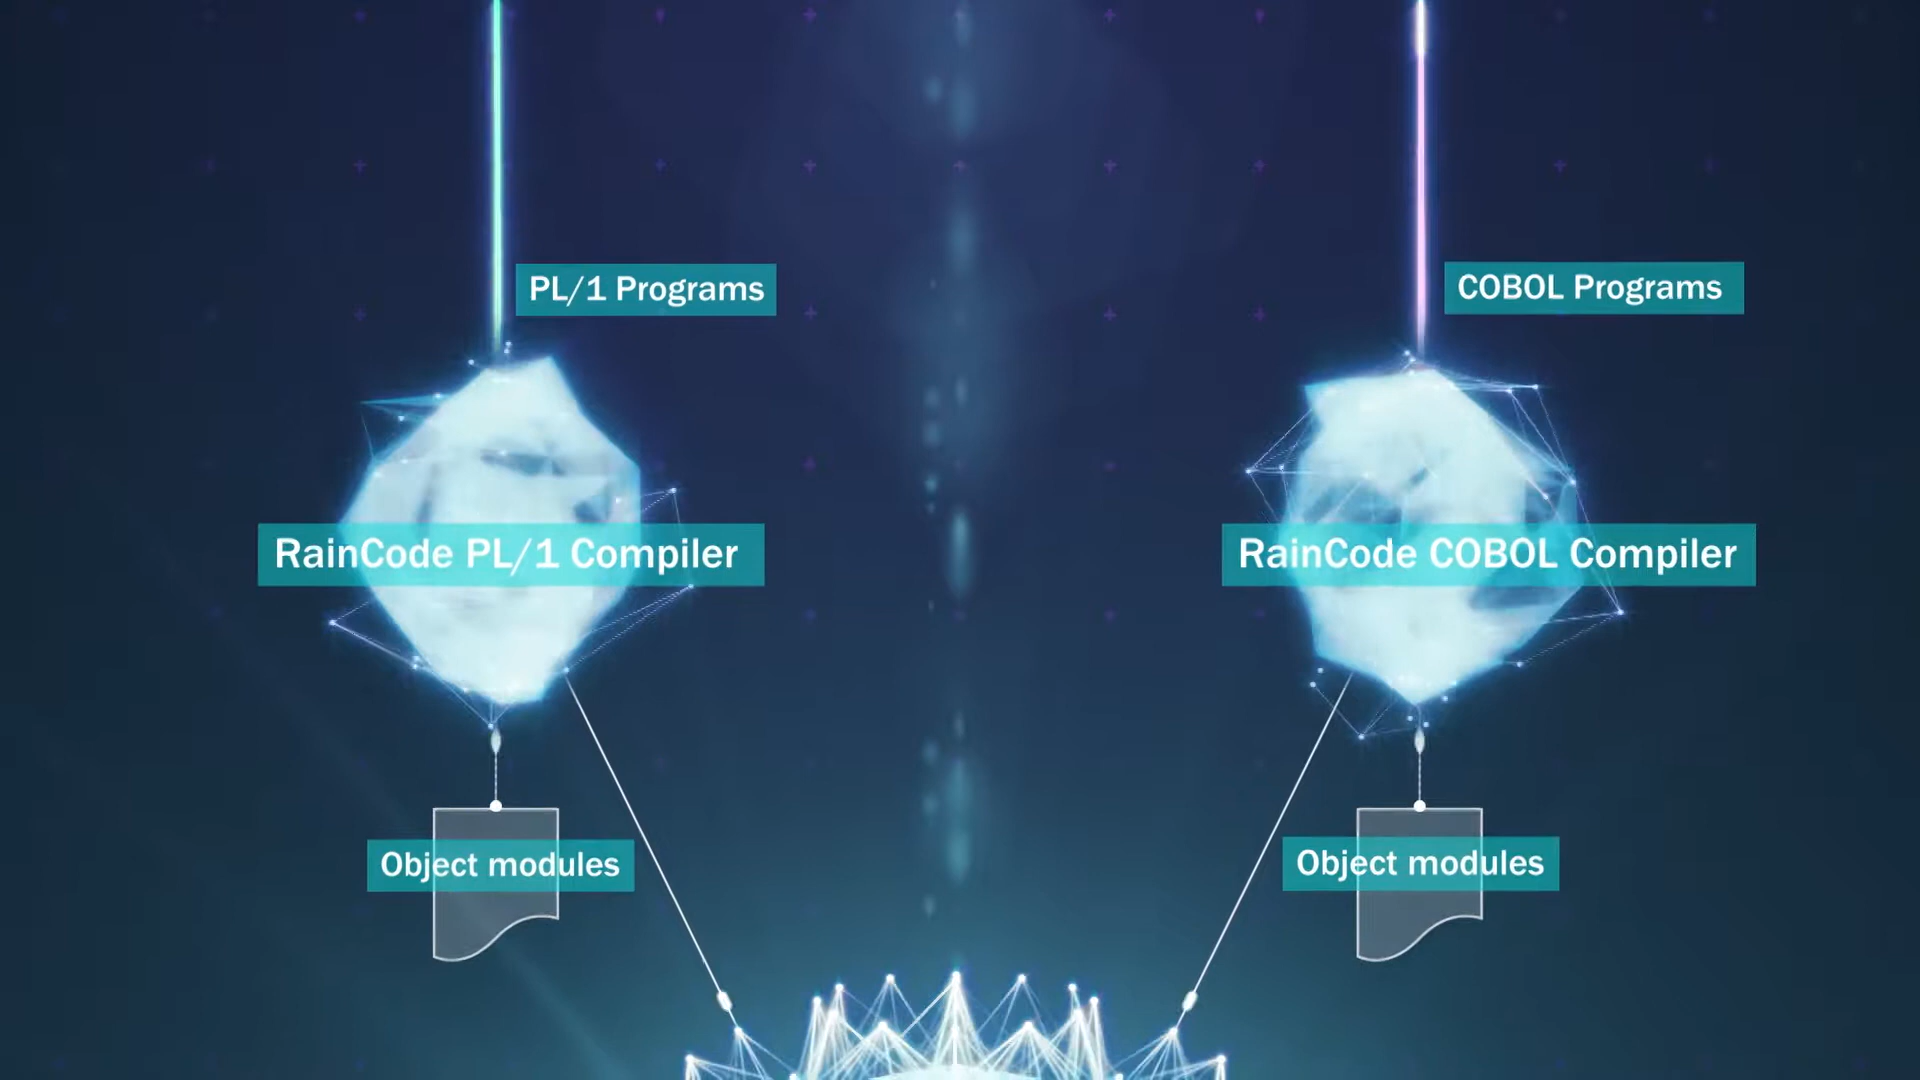 PL/1 Programs
COBOL Programs
RainCode PL/1 Compiler
RainCode COBOL Compiler
Object modules
Object modules